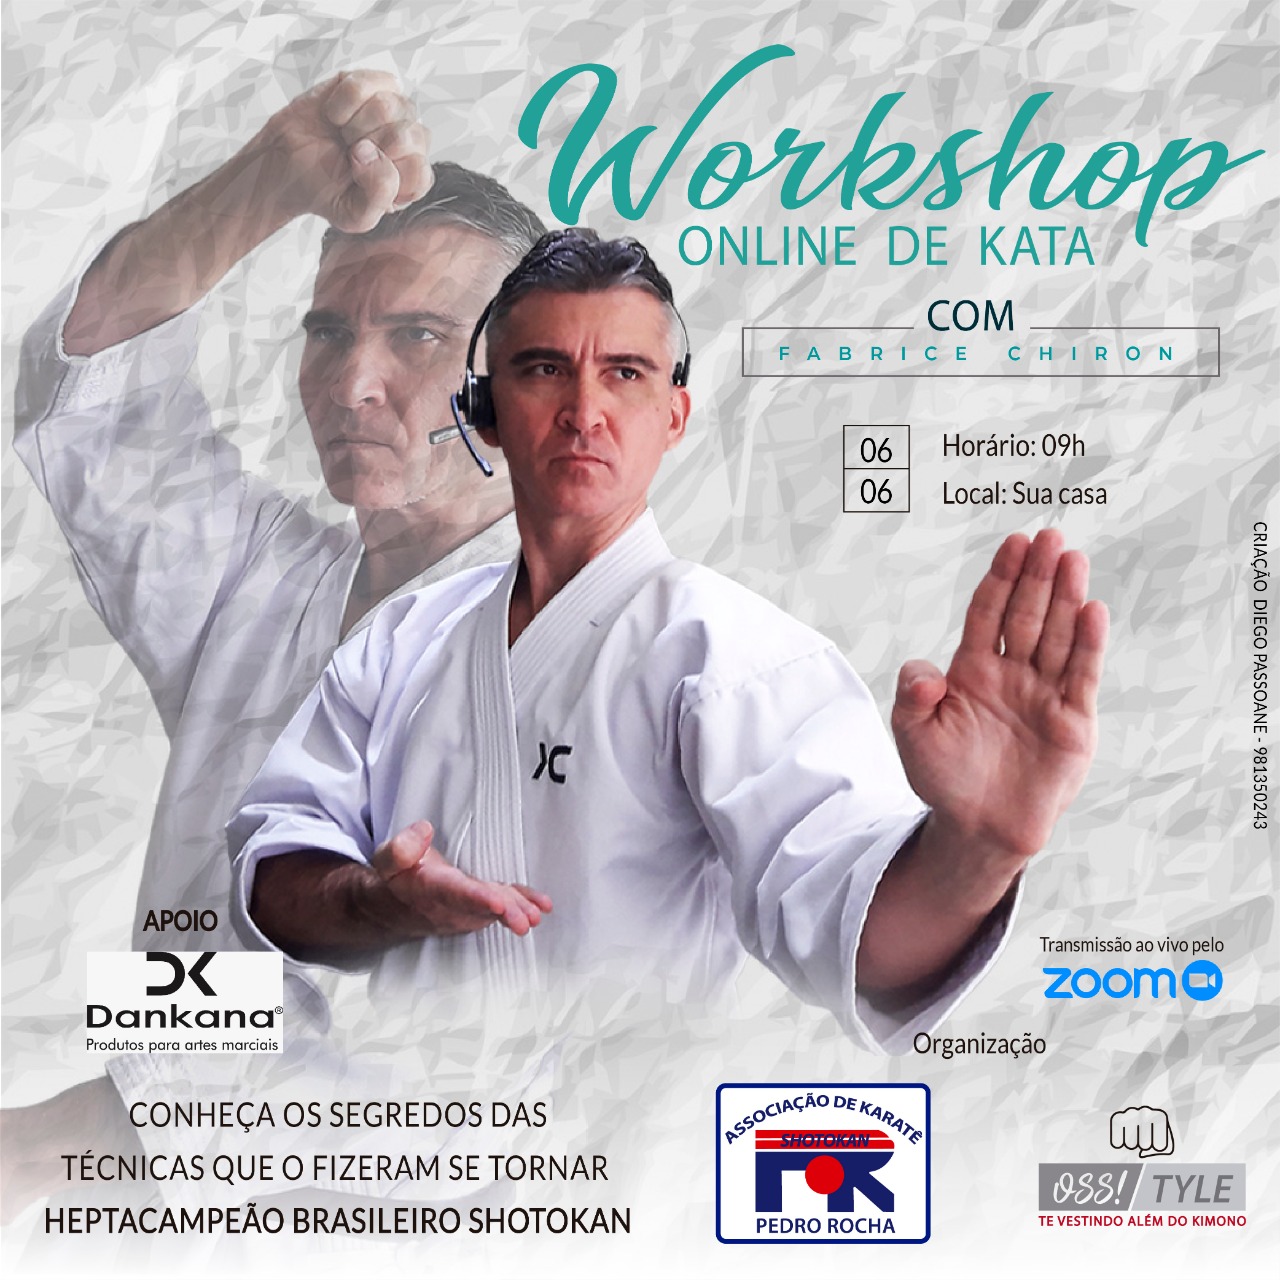 Workshop
ONLINE DE KATA
COM
FABRICE CHIRON
06
06
Horário: 09h
Local: Sua casa
CRIAÇÃO DIEGO PASSOANE - 981350243
APOIO
DK
Dankana®
Produtos para artes marciais
Transmissão ao vivo pelo
zoom
Organização
CONHEÇA OS SEGREDOS DAS
TÉCNICAS QUE O FIZERAM SE TORNAR
HEPTACAMPEÃO BRASILEIRO SHOTOKAN
ASSOCIAÇÃO DE KARATÊ
SHOTOKAN
PR
PEDRO ROCHA
OSS!/TYLE
TE VESTINDO ALÉM DO KIMONO